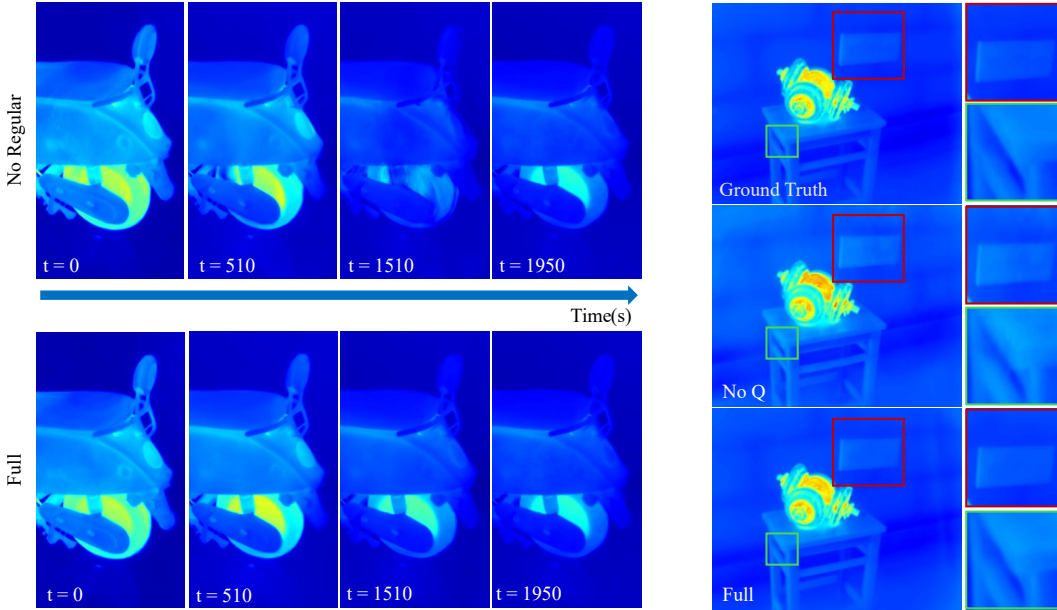 No Regular
t = 0
t = 510
t = 1510
t = 1950
Time(s)
Full
t = 0
t = 510
t = 1510
t = 1950
Ground Truth
No Q
Full